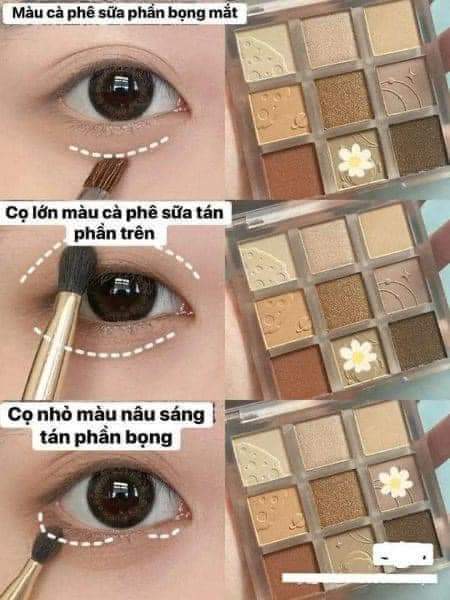 Màu cà phê sữa phần bọng mắt
Cọ lớn màu cà phê sữa tán
phần trên
Cọ nhỏ màu nâu sáng
tán phần bọng